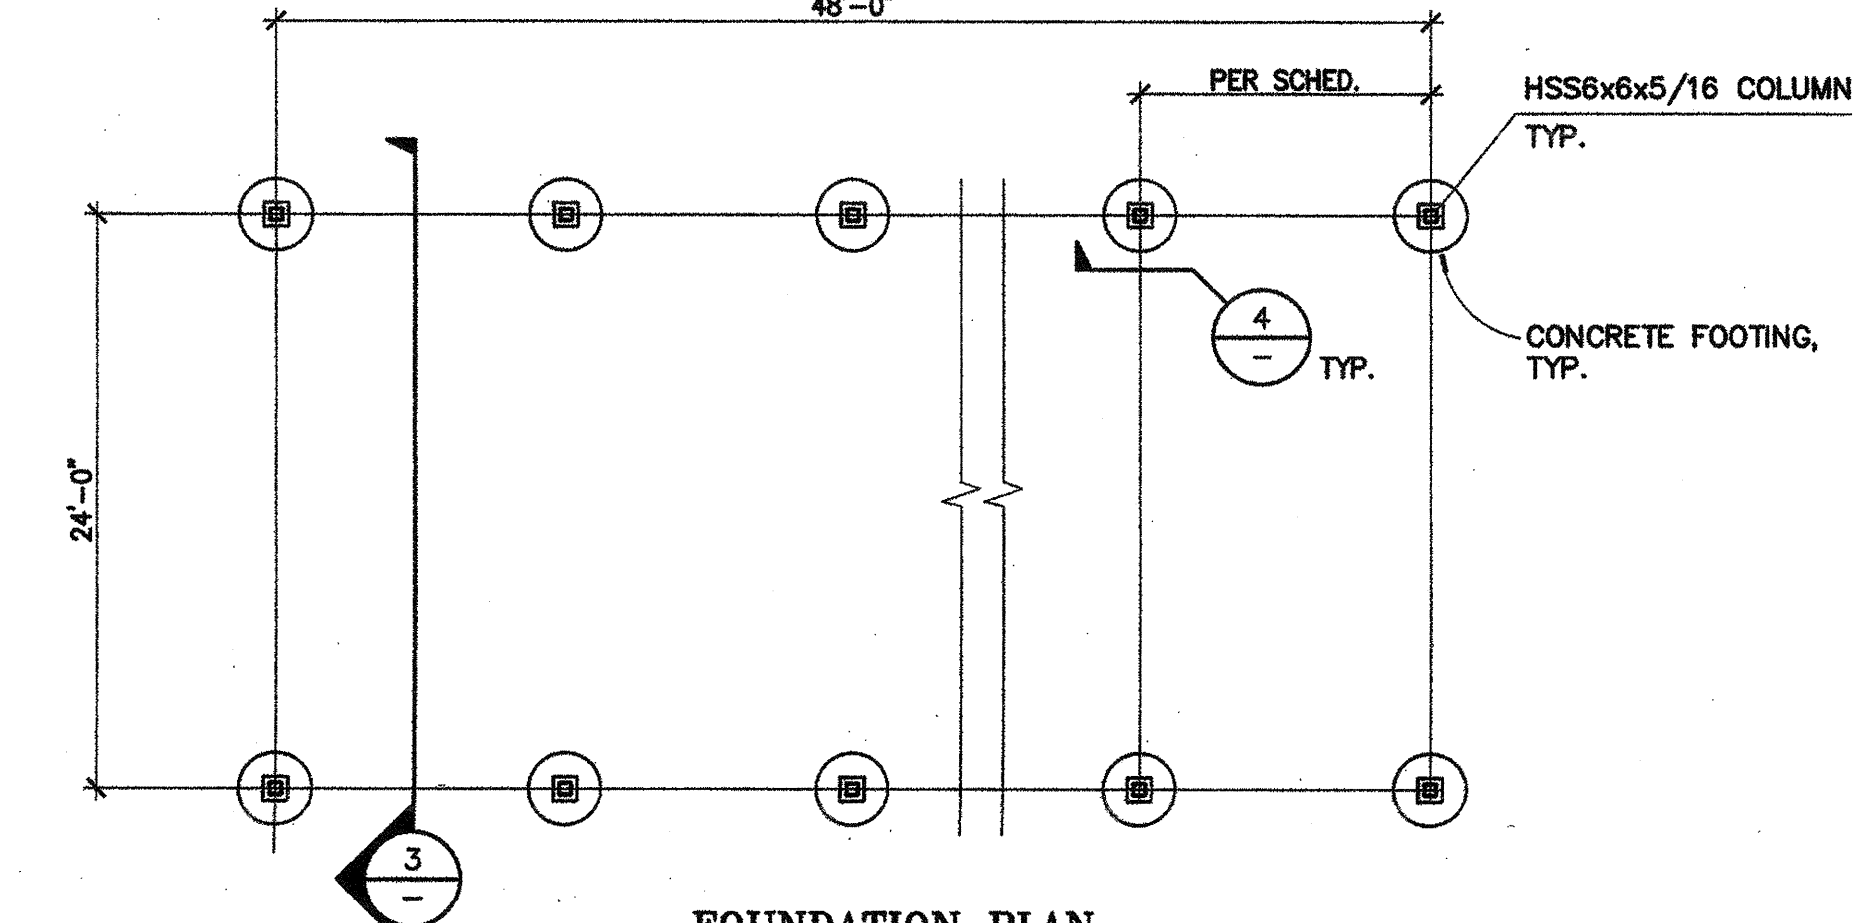 48'-0"
PER SCHED.
HSS6x6x5/16 COLUMN
TYP.
4
-
TYP.
CONCRETE FOOTING,
TYP.
24'-0"
3
-
FOUNDATION PLAN